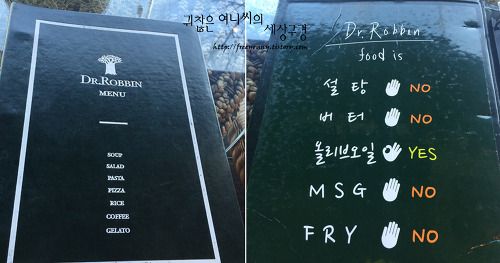 귀찮은 여니씨의
세상구경
DR.ROBBIN
MENU
SOUP
SALAD
PASTA
PIZZA
RICE
COFFEE
GELATO
Dr. Robbin
food is
설탕 NO
버터 NO
올리브오일 YES
MSG NO
FRY NO